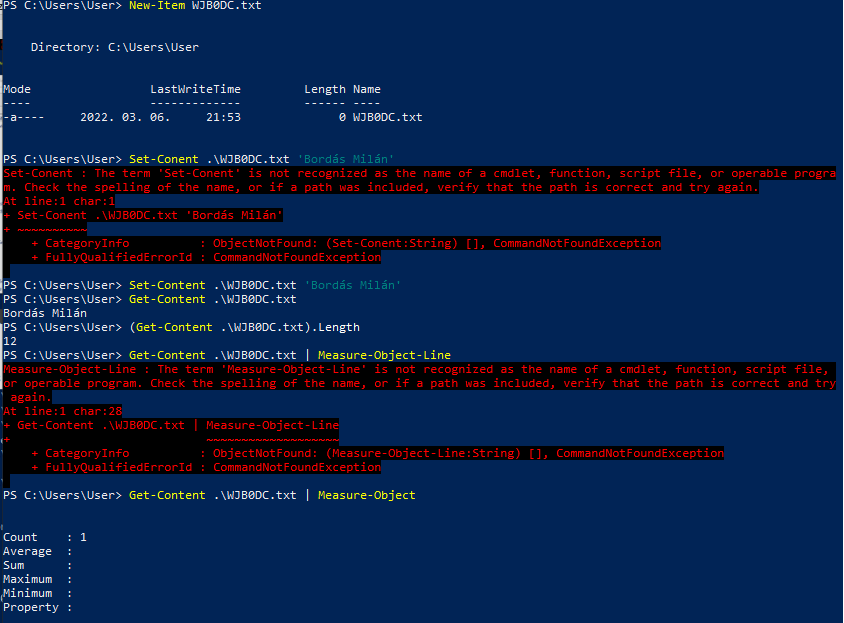 PS C:\Users\User> New-Item WJB0DC.txt
Directory: C:\Users\User
Mode                 LastWriteTime         Length Name
----                 -------------         ------ ----
-a----     2022. 03. 06.     21:53              0 WJB0DC.txt
PS C:\Users\User> Set-Conent .\WJB0DC.txt 'Bordás Milán'
Set-Conent : The term 'Set-Conent' is not recognized as the name of a cmdlet, function, script file, or operable progra
m. Check the spelling of the name, or if a path was included, verify that the path is correct and try again.
At line:1 char:1
+ Set-Conent .\WJB0DC.txt 'Bordás Milán'
+ ~~~~~~~~~~
+ CategoryInfo          : ObjectNotFound: (Set-Conent:String) [], CommandNotFoundException
+ FullyQualifiedErrorId : CommandNotFoundException
PS C:\Users\User> Set-Content .\WJB0DC.txt 'Bordás Milán'
PS C:\Users\User> Get-Content .\WJB0DC.txt
Bordás Milán
PS C:\Users\User> (Get-Content .\WJB0DC.txt).Length
12
PS C:\Users\User> Get-Content .\WJB0DC.txt | Measure-Object-Line
Measure-Object-Line : The term 'Measure-Object-Line' is not recognized as the name of a cmdlet, function, script file,
or operable program. Check the spelling of the name, or if a path was included, verify that the path is correct and try
again.
At line:1 char:28
+ Get-Content .\WJB0DC.txt | Measure-Object-Line
+                            ~~~~~~~~~~~~~~~~~~~
+ CategoryInfo          : ObjectNotFound: (Measure-Object-Line:String) [], CommandNotFoundException
+ FullyQualifiedErrorId : CommandNotFoundException
PS C:\Users\User> Get-Content .\WJB0DC.txt | Measure-Object
Count    : 1
Average  :
Sum      :
Maximum  :
Minimum  :
Property :